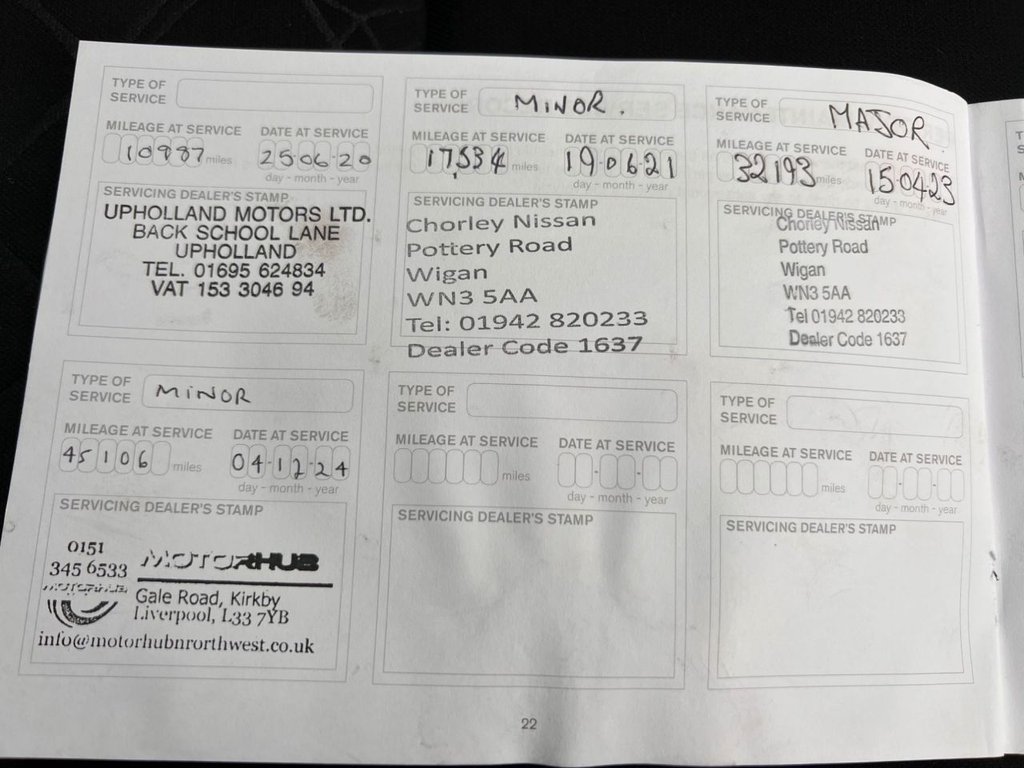 TYPE OF
SERVICE
MILEAGE AT SERVICE DATE AT SERVICE
10987 miles 25 06 20
day - month - year
SERVICING DEALER'S STAMP
UPHOLLAND MOTORS LTD.
BACK SCHOOL LANE
UPHOLLAND
TEL. 01695 624834
VAT 153 3046 94
TYPE OF
SERVICE MINOR.
MILEAGE AT SERVICE DATE AT SERVICE
17,534 miles 19-06-21
day - month - year
SERVICING DEALER'S STAMP
Chorley Nissan
Pottery Road
Wigan
WN3 5AA
Tel: 01942 820233
Dealer Code 1637
TYPE OF
SERVICE MAJOR
MILEAGE AT SERVICE DATE AT SERVICE
32193 miles 15-04-23
day - month - year
SERVICING DEALER'S STAMP
Chorley Nissan
Pottery Road
Wigan
WN3 5AA
Tel 01942 820233
Dealer Code 1637
TYPE OF
SERVICE MINOR
MILEAGE AT SERVICE DATE AT SERVICE
45106 miles 04-12-24
day - month - year
SERVICING DEALER'S STAMP
0151
345 6533
MOTORHUB
MOTORHUB
Gale Road, Kirkby
Liverpool, L33 7YB
info@motorhubnrorthwest.co.uk
TYPE OF
SERVICE
MILEAGE AT SERVICE DATE AT SERVICE
miles - -
day - month - year
SERVICING DEALER'S STAMP
TYPE OF
SERVICE
MILEAGE AT SERVICE DATE AT SERVICE
miles - -
day - month - year
SERVICING DEALER'S STAMP
22